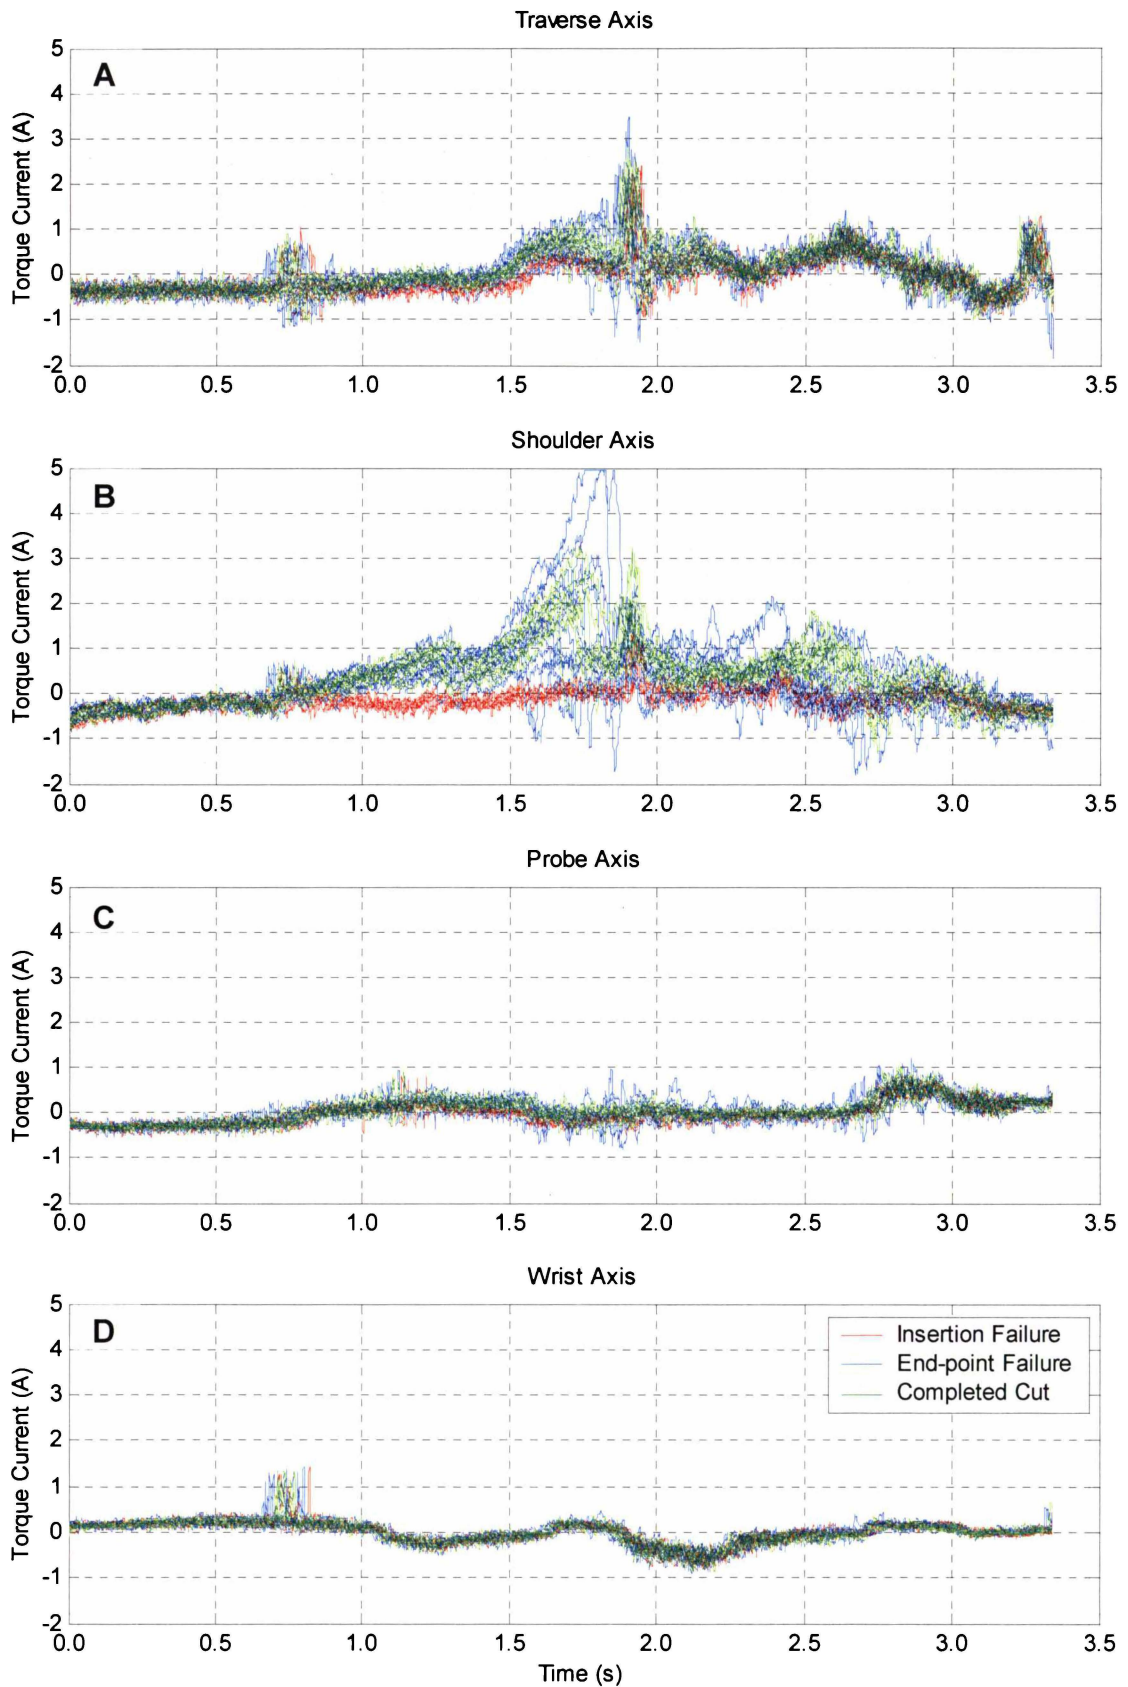 Traverse Axis
A
Torque Current (A)
5
4
3
2
1
0
-1
-2
0.0 0.5 1.0 1.5 2.0 2.5 3.0 3.5
Shoulder Axis
B
Torque Current (A)
5
4
3
2
1
0
-1
-2
0.0 0.5 1.0 1.5 2.0 2.5 3.0 3.5
Probe Axis
C
Torque Current (A)
5
4
3
2
1
0
-1
-2
0.0 0.5 1.0 1.5 2.0 2.5 3.0 3.5
Wrist Axis
D
Torque Current (A)
5
4
3
2
1
0
-1
-2
Insertion Failure
End-point Failure
Completed Cut
0.0 0.5 1.0 1.5 2.0 2.5 3.0 3.5
Time (s)